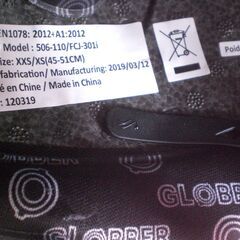 EN1078: 2012+A1:2012
Model: 506-110/FCJ-301i
ize: XXS/XS(45-51CM)
fabrication/ Manufacturing: 2019/03/12
é en Chine / Made in China
: 120319
Poid
GLOBBER
GLOBBER